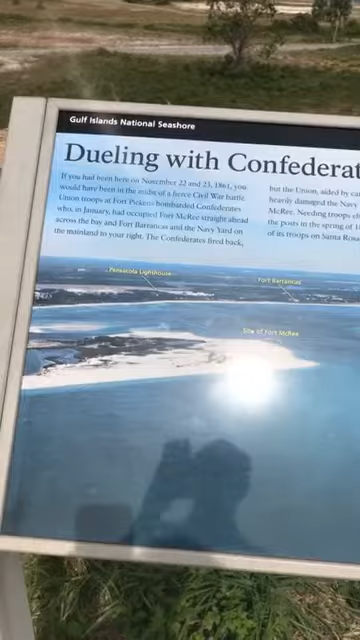 Gulf Islands National Seashore
Dueling with Confederat
If you had been here on November 22 and 23, 1861, you
would have been in the midst of a fierce Civil War battle.
Union troops at Fort Pickens bombarded Confederates
who, in January, had occupied Fort McRee straight ahead
across the bay and Fort Barrancas and the Navy Yard on
the mainland to your right. The Confederates fired back,
but the Union, aided by
heavily damaged the Navy
McRee. Needing troops
the posts in the spring of
of its troops on Santa Rosa
Pensacola Lighthouse
Fort Barrancas
Site of Fort McRee